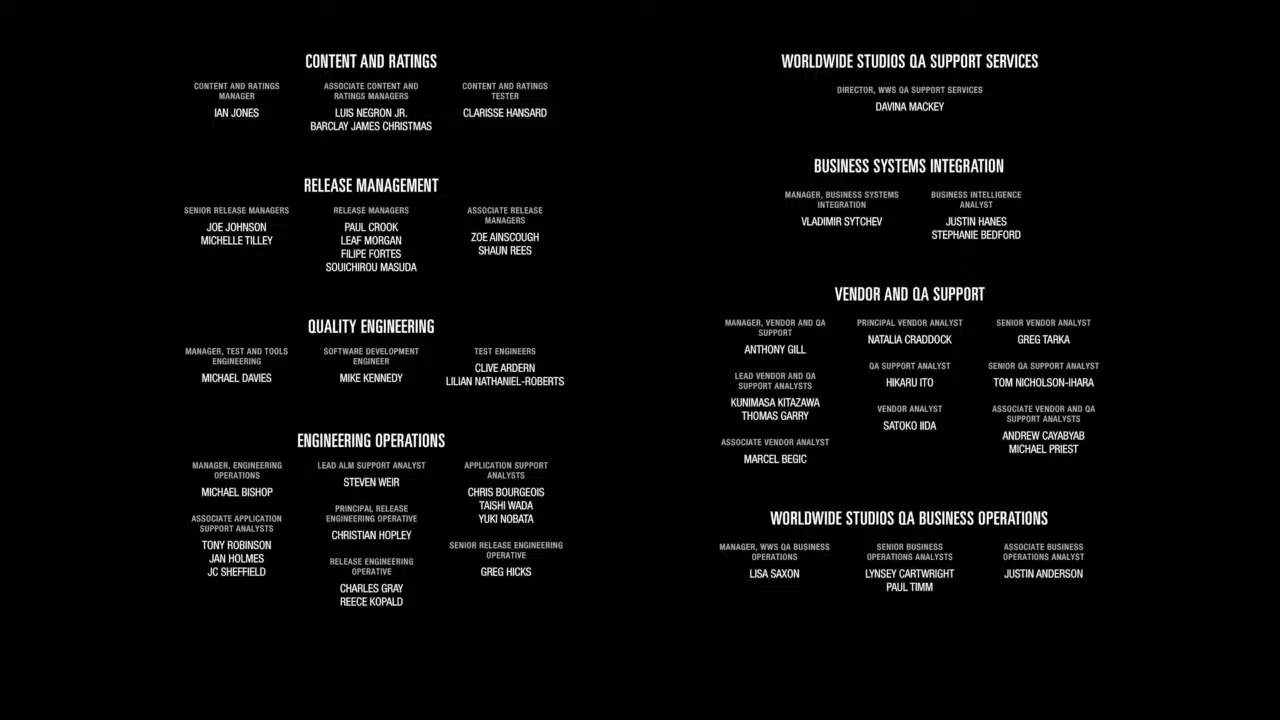 CONTENT AND RATINGS
CONTENT AND RATINGS
MANAGER
IAN JONES
ASSOCIATE CONTENT AND
RATINGS MANAGERS
LUIS NEGRON JR.
BARCLAY JAMES CHRISTMAS
CONTENT AND RATINGS
TESTER
CLARISSE HANSARD
RELEASE MANAGEMENT
SENIOR RELEASE MANAGERS
JOE JOHNSON
MICHELLE TILLEY
RELEASE MANAGERS
PAUL CROOK
LEAF MORGAN
FILIPE FORTES
SOUICHIROU MASUDA
ASSOCIATE RELEASE
MANAGERS
ZOE AINSCOUGH
SHAUN REES
QUALITY ENGINEERING
MANAGER, TEST AND TOOLS
ENGINEERING
MICHAEL DAVIES
SOFTWARE DEVELOPMENT
ENGINEER
MIKE KENNEDY
TEST ENGINEERS
CLIVE ARDERN
LILIAN NATHANIEL-ROBERTS
ENGINEERING OPERATIONS
MANAGER, ENGINEERING
OPERATIONS
MICHAEL BISHOP
ASSOCIATE APPLICATION
SUPPORT ANALYSTS
TONY ROBINSON
JAN HOLMES
JC SHEFFIELD
LEAD ALM SUPPORT ANALYST
STEVEN WEIR
PRINCIPAL RELEASE
ENGINEERING OPERATIVE
CHRISTIAN HOPLEY
RELEASE ENGINEERING
OPERATIVE
CHARLES GRAY
REECE KOPALD
APPLICATION SUPPORT
ANALYSTS
CHRIS BOURGEOIS
TAISHI WADA
YUKI NOBATA
SENIOR RELEASE ENGINEERING
OPERATIVE
GREG HICKS
WORLDWIDE STUDIOS QA SUPPORT SERVICES
DIRECTOR, WWS QA SUPPORT SERVICES
DAVINA MACKEY
BUSINESS SYSTEMS INTEGRATION
MANAGER, BUSINESS SYSTEMS
INTEGRATION
VLADIMIR SYTCHEV
BUSINESS INTELLIGENCE
ANALYST
JUSTIN HANES
STEPHANIE BEDFORD
VENDOR AND QA SUPPORT
MANAGER, VENDOR AND QA
SUPPORT
ANTHONY GILL
LEAD VENDOR AND QA
SUPPORT ANALYSTS
KUNIMASA KITAZAWA
THOMAS GARRY
ASSOCIATE VENDOR ANALYST
MARCEL BEGIC
PRINCIPAL VENDOR ANALYST
NATALIA CRADDOCK
QA SUPPORT ANALYST
HIKARU ITO
VENDOR ANALYST
SATOKO IIDA
SENIOR VENDOR ANALYST
GREG TARKA
SENIOR QA SUPPORT ANALYST
TOM NICHOLSON-IHARA
ASSOCIATE VENDOR AND QA
SUPPORT ANALYSTS
ANDREW CAYABYAB
MICHAEL PRIEST
WORLDWIDE STUDIOS QA BUSINESS OPERATIONS
MANAGER, WWS QA BUSINESS
OPERATIONS
LISA SAXON
SENIOR BUSINESS
OPERATIONS ANALYSTS
LYNSEY CARTWRIGHT
PAUL TIMM
ASSOCIATE BUSINESS
OPERATIONS ANALYST
JUSTIN ANDERSON